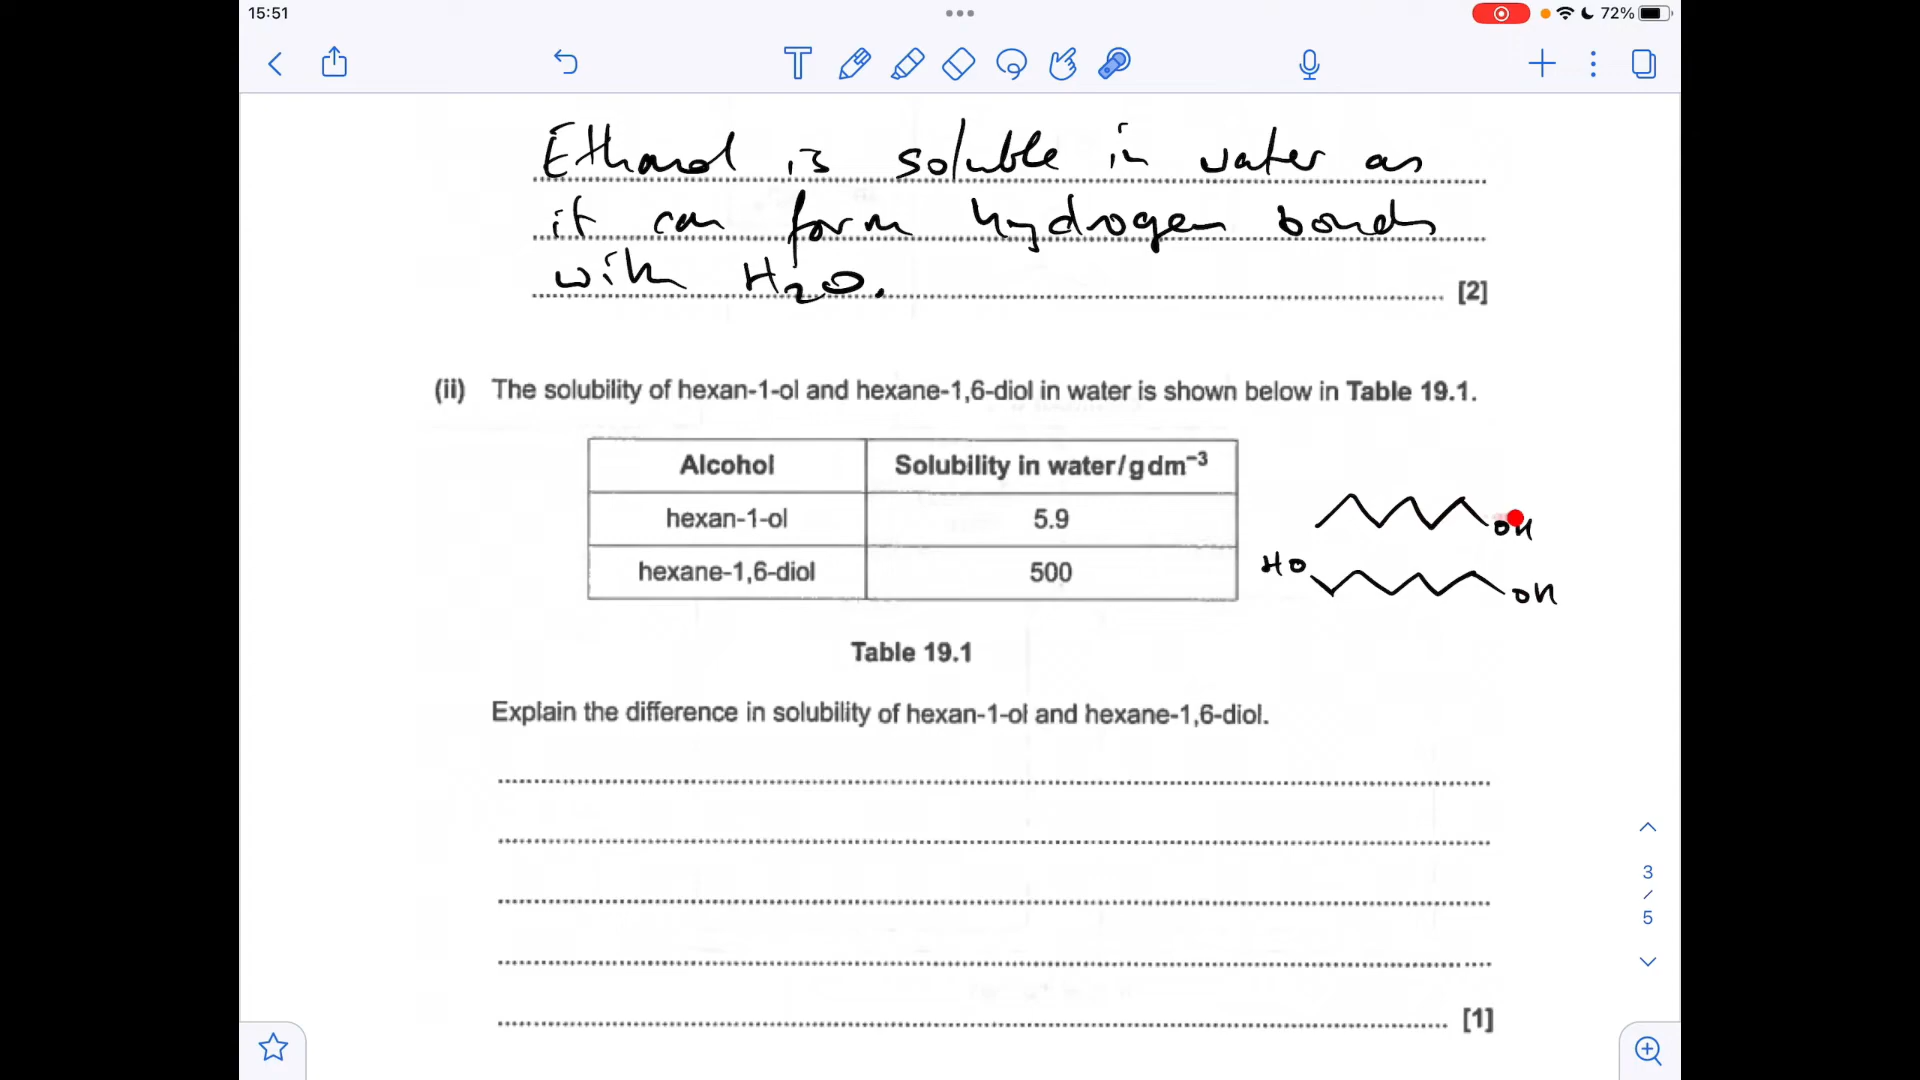 15:51
72%
Ethanol is soluble in water as
it can form hydrogen bonds
with H₂O.
[2]
(ii) The solubility of hexan-1-ol and hexane-1,6-diol in water is shown below in Table 19.1.
Alcohol Solubility in water/g dm⁻³
hexan-1-ol 5.9
hexane-1,6-diol 500
OH
HO
OH
Table 19.1
Explain the difference in solubility of hexan-1-ol and hexane-1,6-diol.
[1]
3
/
5